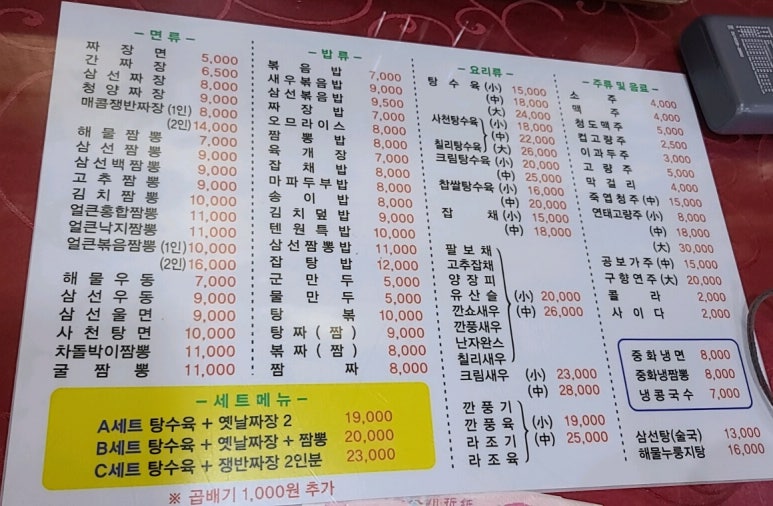 - 면 류 -
짜 장 면 5,000
간 짜 장 6,500
삼 선 짜 장 8,000
청 양 짜 장 9,000
매콤쟁반짜장 (1인) 8,000
(2인) 14,000
해 물 짬 뽕 7,000
삼 선 짬 뽕 9,000
삼 선 백 짬 뽕 9,000
고 추 짬 뽕 9,000
김 치 짬 뽕 10,000
얼큰홍합짬뽕 11,000
얼큰낙지짬뽕 11,000
얼큰볶음짬뽕 (1인) 10,000
(2인) 16,000
해 물 우 동 7,000
삼 선 우 동 9,000
삼 선 울 면 9,000
사 천 탕 면 10,000
차돌박이짬뽕 11,000
굴 짬 뽕 11,000
- 밥 류 -
볶 음 밥 7,000
새 우 볶 음 밥 9,000
삼 선 볶 음 밥 9,500
짜 장 밥 7,000
오 므 라 이 스 8,000
짬 뽕 밥 8,000
육 개 장 7,000
잡 채 밥 8,000
마 파 두 부 밥 8,000
송 이 밥 8,000
김 치 덮 밥 9,000
텐 원 특 밥 10,000
삼 선 짬 뽕 밥 11,000
잡 탕 밥 12,000
군 만 두 5,000
물 만 두 5,000
탕 볶 10,000
탕 짜 ( 짬 ) 9,000
볶 짜 ( 짬 ) 8,000
짬 짜 8,000
- 세 트 메 뉴 -
A세트 탕수육 + 옛날짜장 2 19,000
B세트 탕수육 + 옛날짜장 + 짬뽕 20,000
C세트 탕수육 + 쟁반짜장 2인분 23,000
※ 곱배기 1,000원 추가
- 요리류 -
탕 수 육 (小) 15,000
(中) 18,000
(大) 24,000
사천탕수육 (小) 18,000
(中) 22,000
칠리탕수육 (大) 26,000
크림탕수육 (小) 20,000
(中) 25,000
찹쌀탕수육 (小) 16,000
(中) 20,000
잡 채 (小) 15,000
(中) 18,000
팔 보 채
고추잡채
양 장 피
유 산 슬 (小) 20,000
깐쇼새우 (中) 26,000
깐풍새우
난자완스
칠리새우
크림새우 (小) 23,000
(中) 28,000
깐 풍 기
깐 풍 육 (小) 19,000
라 조 기 (中) 25,000
라 조 육
- 주류 및 음료 -
소 주 4,000
맥 주 4,000
청 도 맥 주 5,000
컵 고 량 주 2,500
이 과 두 주 3,000
고 량 주 5,000
막 걸 리 4,000
죽 엽 청 주 (中) 15,000
연태고량주 (小) 8,000
(中) 18,000
(大) 30,000
공 보 가 주 (中) 15,000
구 향 연 주 (大) 20,000
콜 라 2,000
사 이 다 2,000
중 화 냉 면 8,000
중화냉짬뽕 8,000
냉 콩 국 수 7,000
삼선탕(술국) 13,000
해물누룽지탕 16,000